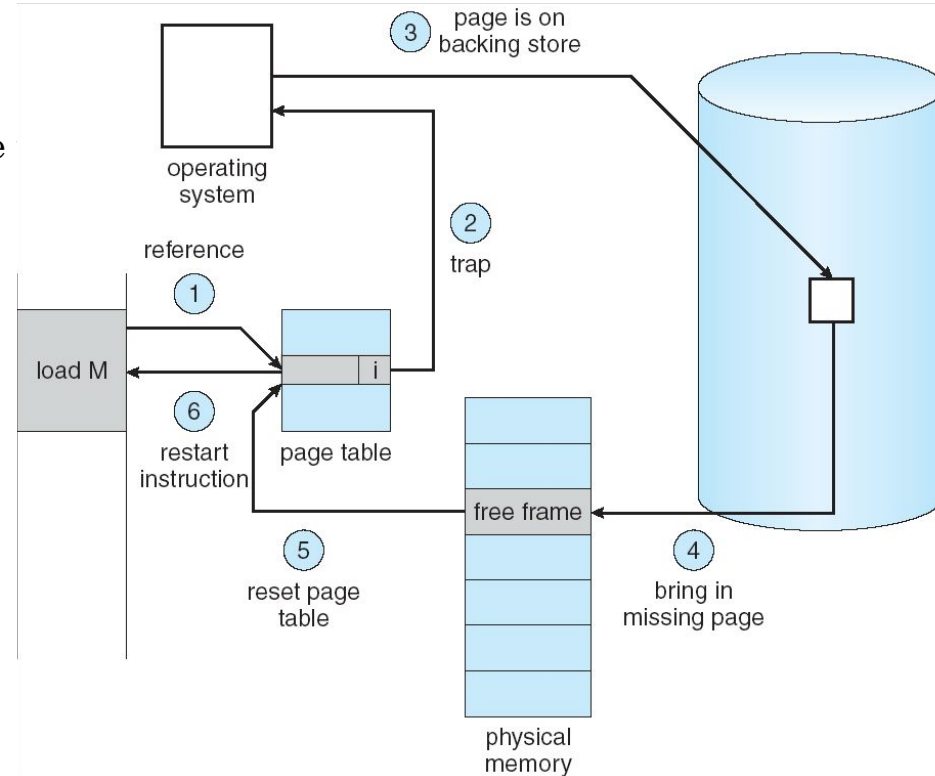 3
page is on
backing store
e
operating
system
2
trap
reference
1
load M
i
6
restart
instruction
page table
free frame
5
reset page
table
4
bring in
missing page
physical
memory